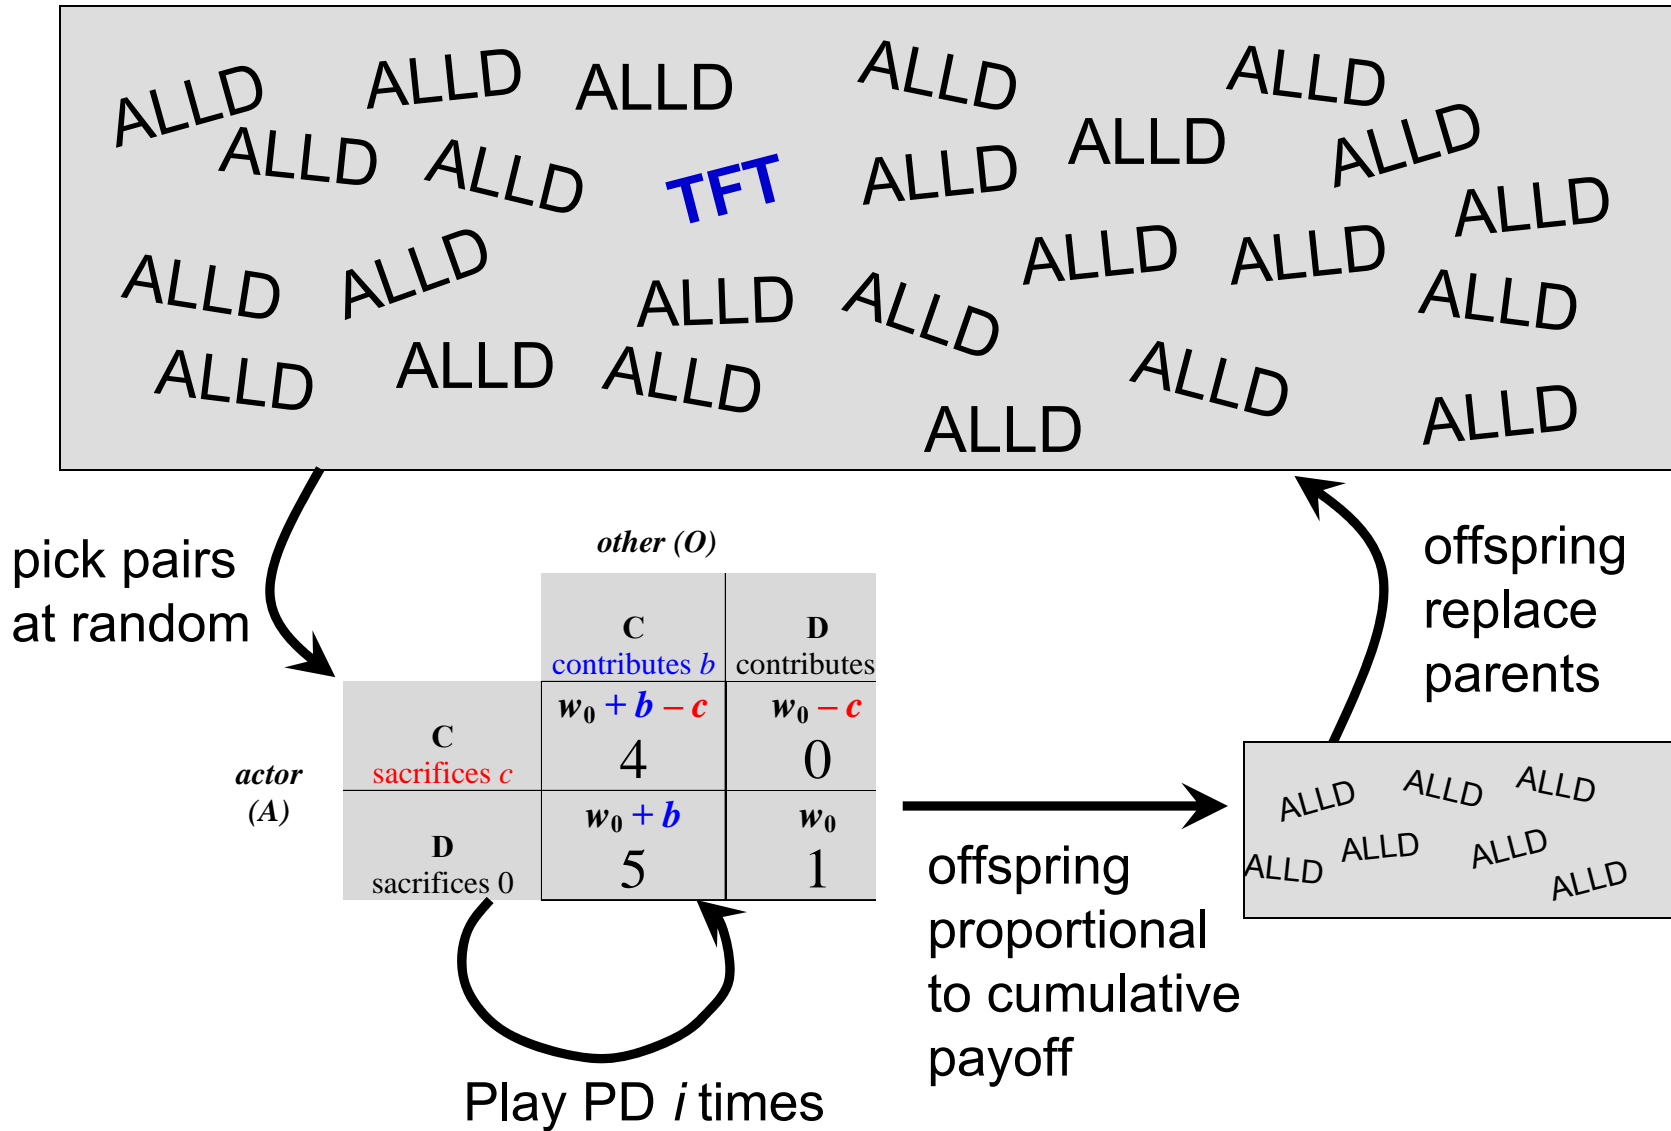 ALLD ALLD ALLD ALLD ALLD
ALLD ALLD TFT ALLD ALLD ALLD
ALLD
ALLD ALLD ALLD ALLD ALLD ALLD ALLD
ALLD ALLD ALLD ALLD
ALLD ALLD
pick pairs
at random
other (O)
C
contributes b
D
contributes
actor
(A)
C
sacrifices c
w0 + b – c
4
w0 – c
0
D
sacrifices 0
w0 + b
5
w0
1
Play PD i times
offspring
proportional
to cumulative
payoff
ALLD ALLD ALLD
ALLD ALLD ALLD
ALLD
offspring
replace
parents